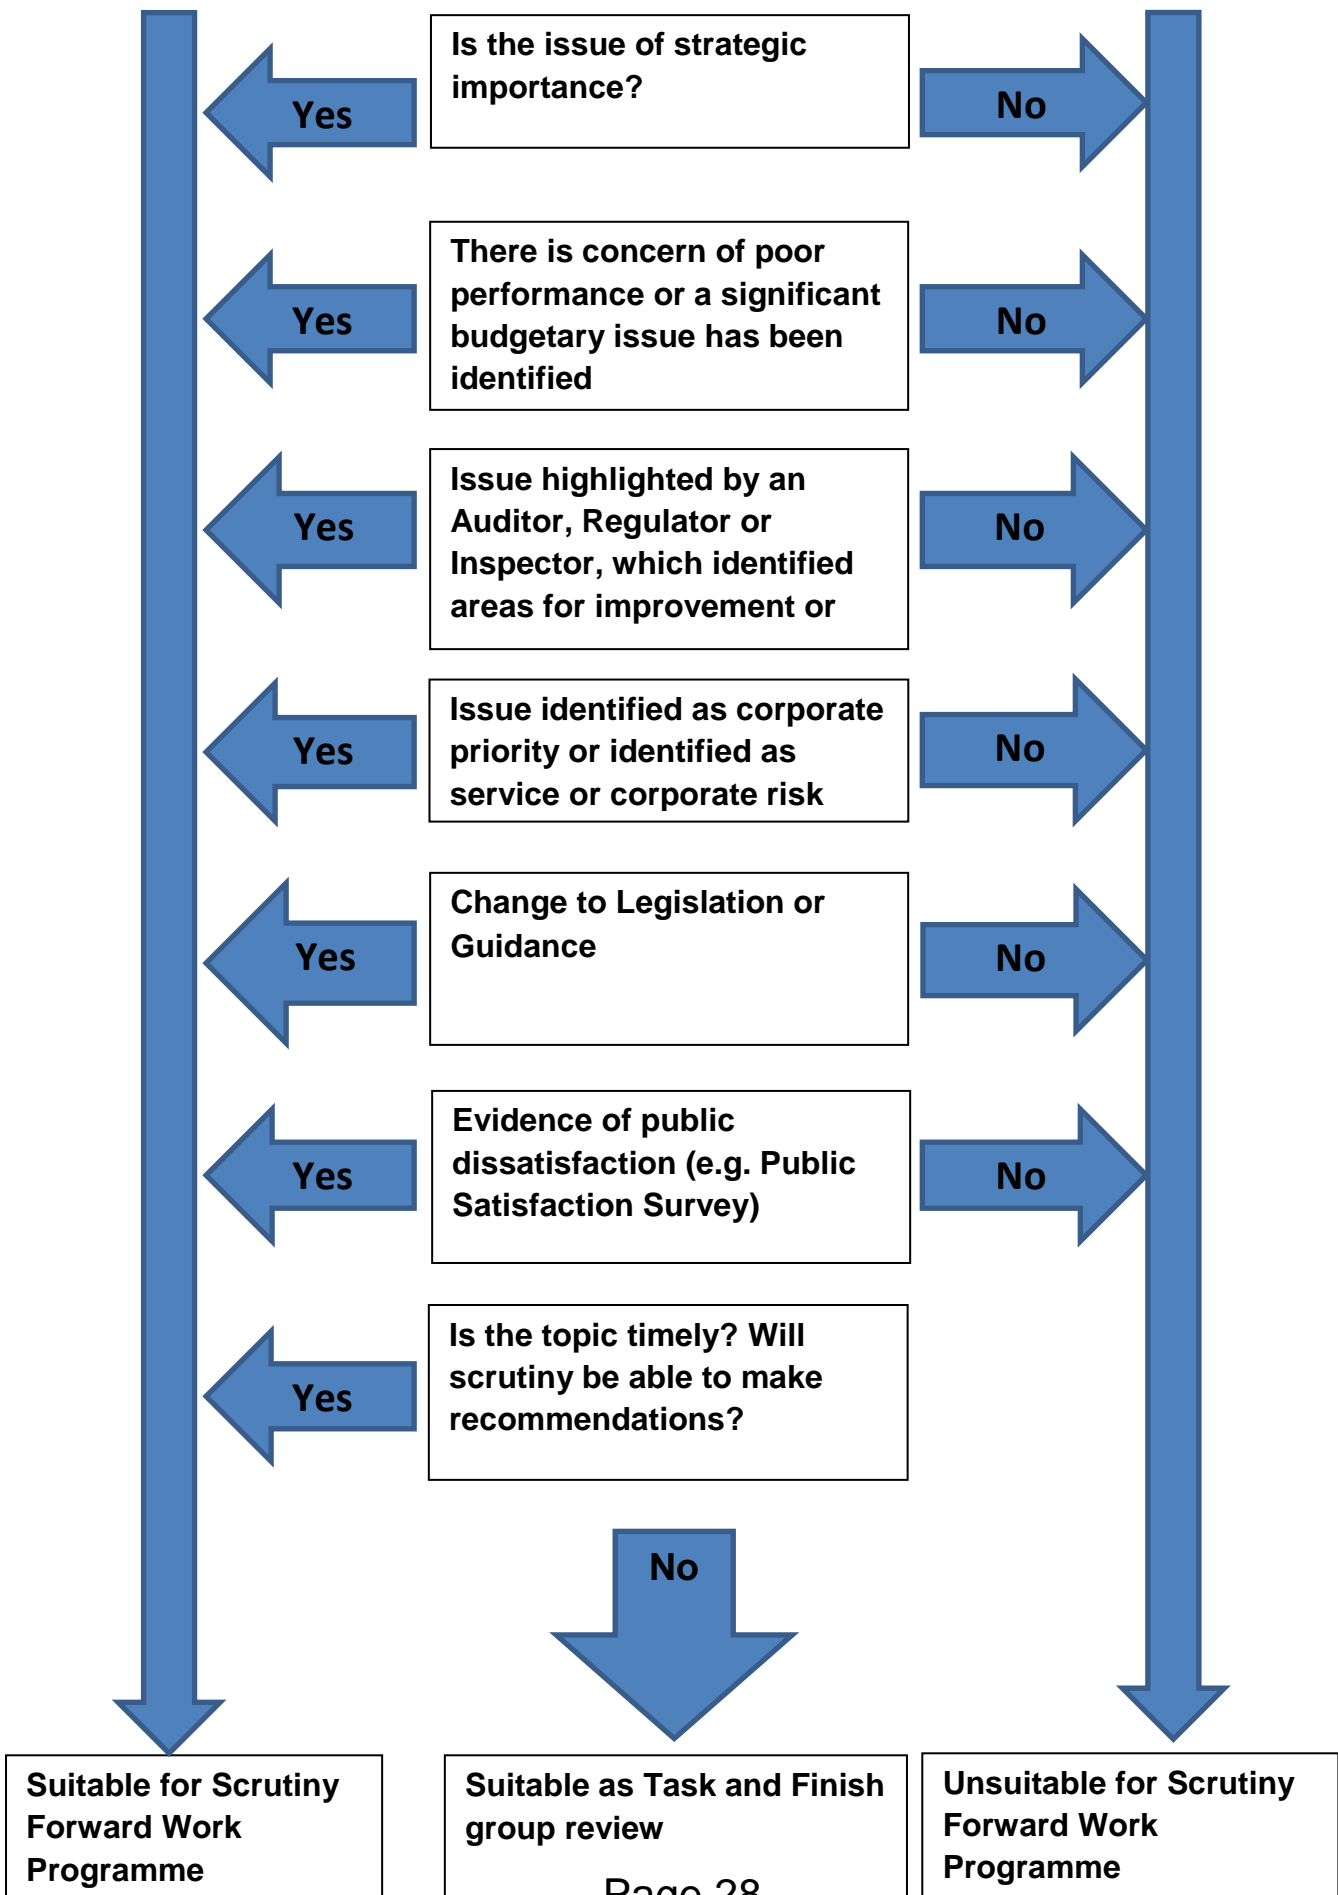 Is the issue of strategic
importance?
Yes
No
There is concern of poor
performance or a significant
budgetary issue has been
identified
Yes
No
Issue highlighted by an
Auditor, Regulator or
Inspector, which identified
areas for improvement or
Yes
No
Issue identified as corporate
priority or identified as
service or corporate risk
Yes
No
Change to Legislation or
Guidance
Yes
No
Evidence of public
dissatisfaction (e.g. Public
Satisfaction Survey)
Yes
No
Is the topic timely? Will
scrutiny be able to make
recommendations?
Yes
No
Suitable for Scrutiny
Forward Work
Programme
Suitable as Task and Finish
group review
Unsuitable for Scrutiny
Forward Work
Programme
Page 28